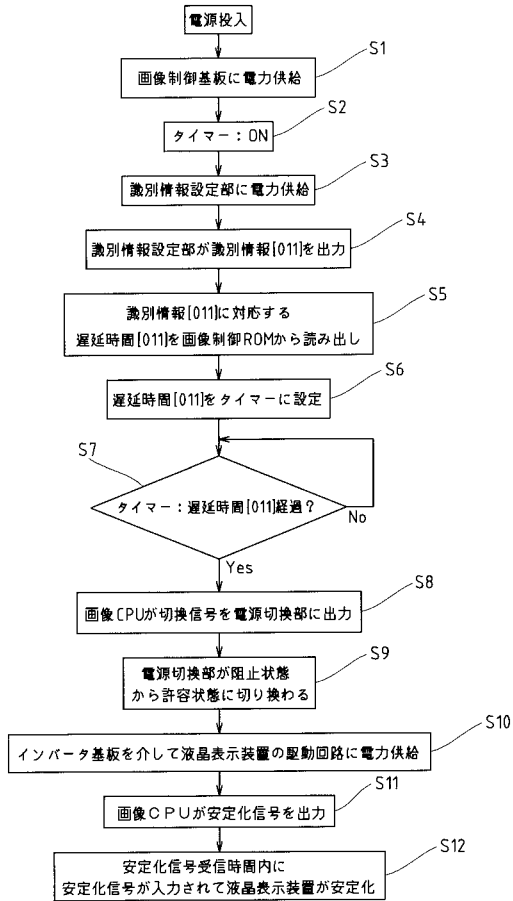 電源投入
S1
画像制御基板に電力供給
S2
タイマー：ON
S3
識別情報設定部に電力供給
S4
識別情報設定部が識別情報[011]を出力
S5
識別情報[011]に対応する
遅延時間[011]を画像制御ROMから読み出し
S6
遅延時間[011]をタイマーに設定
S7
タイマー：遅延時間[011]経過？
No
Yes
S8
画像CPUが切換信号を電源切換部に出力
S9
電源切換部が阻止状態
から許容状態に切り換わる
S10
インバータ基板を介して液晶表示装置の駆動回路に電力供給
S11
画像ＣＰＵが安定化信号を出力
S12
安定化信号受信時間内に
安定化信号が入力されて液晶表示装置が安定化